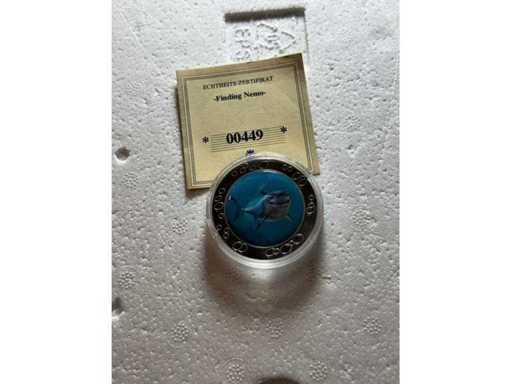 ECHTHEITS-ZERTIFIKAT
-Finding Nemo-
* 00449 *
*